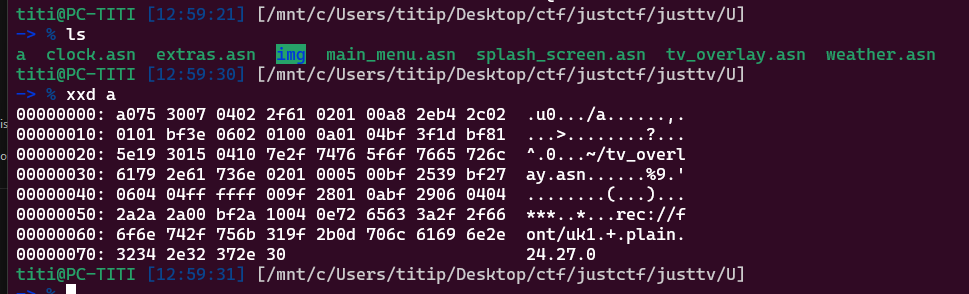 titi@PC-TITI [12:59:21] [/mnt/c/Users/titip/Desktop/ctf/justctf/justtv/U]
-> % ls
a clock.asn extras.asn img main_menu.asn splash_screen.asn tv_overlay.asn weather.asn
titi@PC-TITI [12:59:30] [/mnt/c/Users/titip/Desktop/ctf/justctf/justtv/U]
-> % xxd a
00000000: a075 3007 0402 2f61 0201 00a8 2eb4 2c02 .u0.../a......,.
00000010: 0101 bf3e 0602 0100 0a01 04bf 3f1d bf81 ...>........?...
00000020: 5e19 3015 0410 7e2f 7476 5f6f 7665 726c ^.0...~/tv_overl
00000030: 6179 2e61 736e 0201 0005 00bf 2539 bf27 ay.asn......%9.'
00000040: 0604 04ff ffff 009f 2801 0abf 2906 0404 ........(...)...
00000050: 2a2a 2a00 bf2a 1004 0e72 6563 3a2f 2f66 ***..*...rec://f
00000060: 6f6e 742f 756b 319f 2b0d 706c 6169 6e2e ont/uk1.+.plain.
00000070: 3234 2e32 372e 30 24.27.0
titi@PC-TITI [12:59:31] [/mnt/c/Users/titip/Desktop/ctf/justctf/justtv/U]
-> %